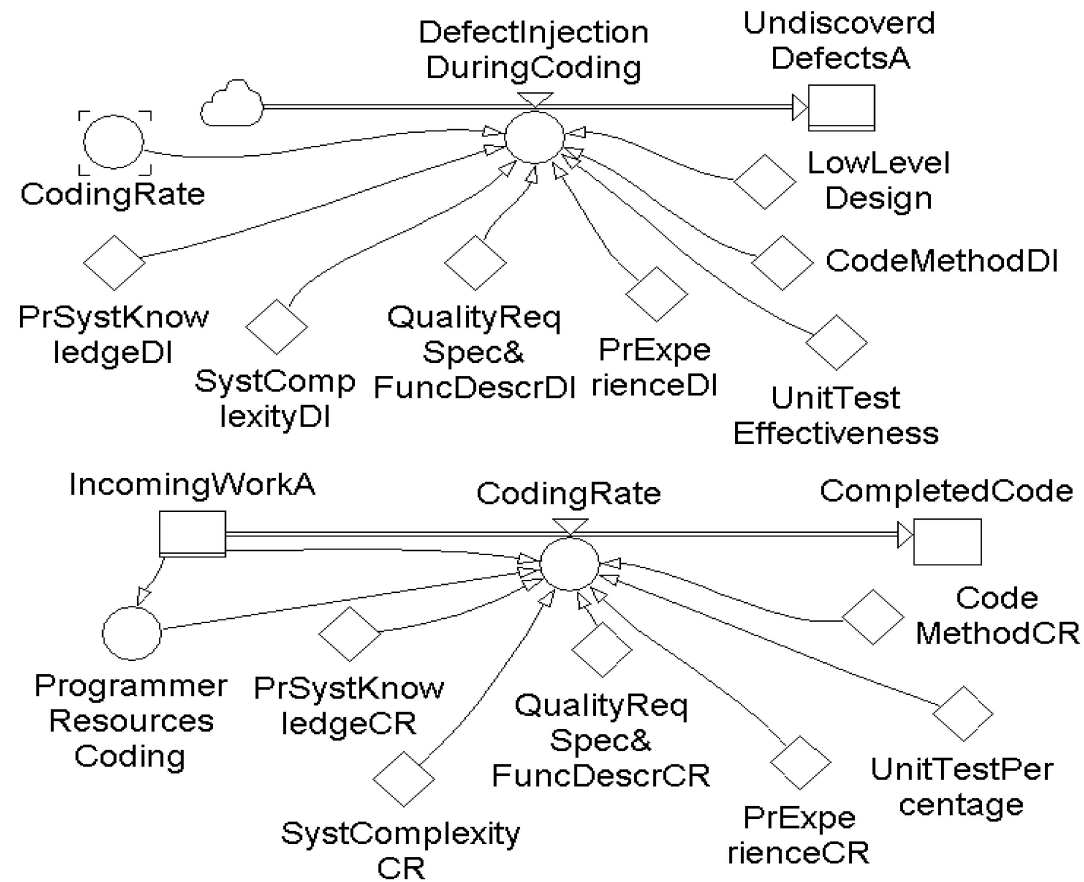 DefectInjection
DuringCoding
Undiscoverd
DefectsA
CodingRate
LowLevel
Design
CodeMethodDI
PrSystKnow
ledgeDI
SystComp
lexityDI
QualityReq
Spec&
FuncDescrDI
PrExpe
rienceDI
UnitTest
Effectiveness
IncomingWorkA
CodingRate
CompletedCode
Code
MethodCR
Programmer
Resources
Coding
PrSystKnow
ledgeCR
QualityReq
Spec&
FuncDescrCR
SystComplexity
CR
PrExpe
rienceCR
UnitTestPer
centage